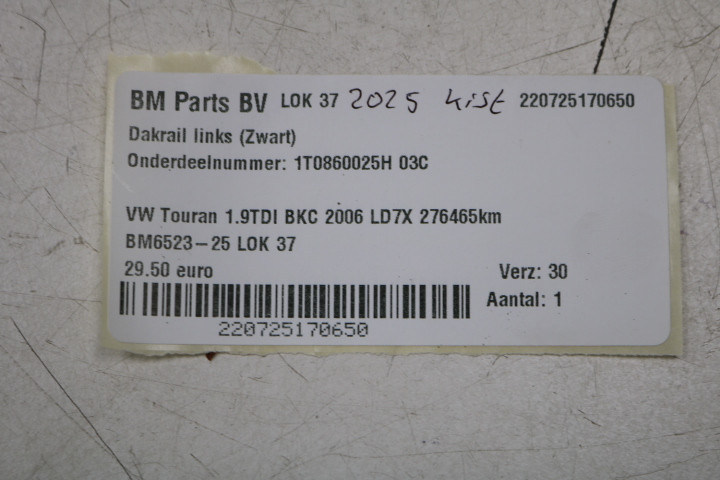 BM Parts BV LOK 37 2025 kist 220725170650
Dakrail links (Zwart)
Onderdeelnummer: 1T0860025H 03C
VW Touran 1.9TDI BKC 2006 LD7X 276465km
BM6523-25 LOK 37
29.50 euro Verz: 30
Aantal: 1
220725170650